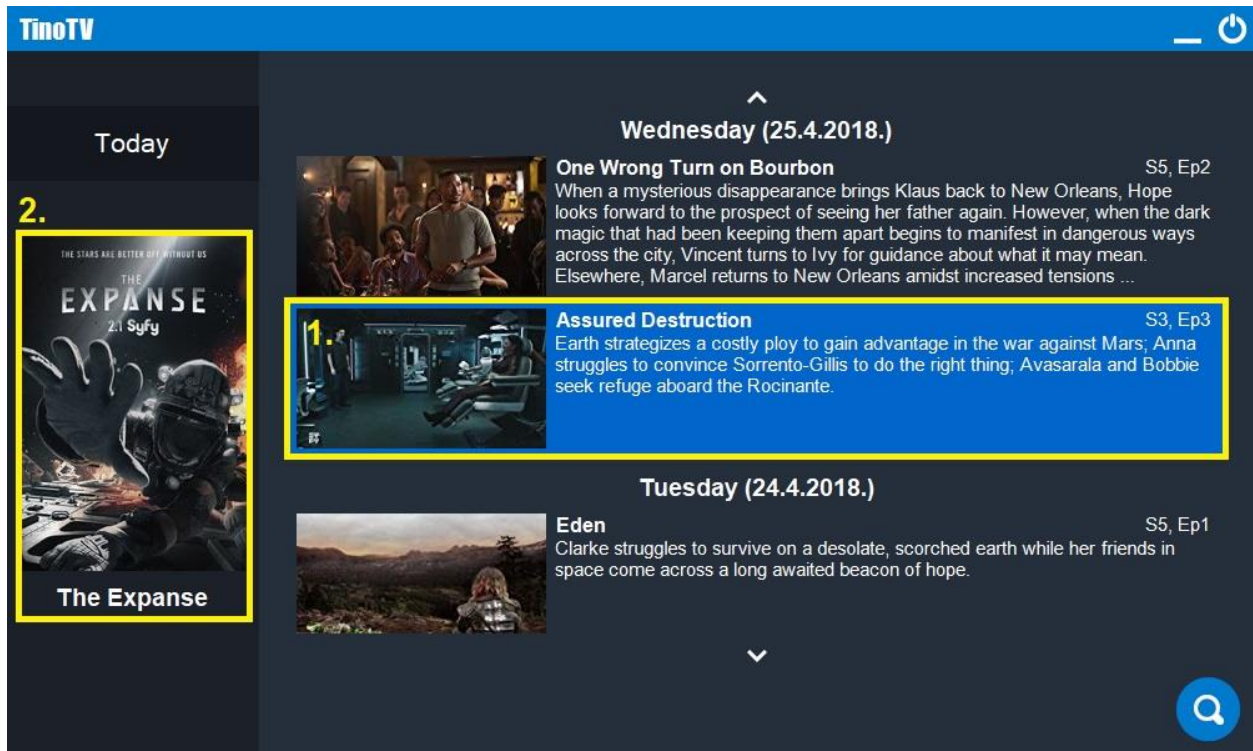 TinoTV
Today
2.
THE STARS ARE BETTER OFF WITHOUT US
THE
EXPANSE
2.1 Syfy
The Expanse
Wednesday (25.4.2018.)
One Wrong Turn on Bourbon S5, Ep2
When a mysterious disappearance brings Klaus back to New Orleans, Hope
looks forward to the prospect of seeing her father again. However, when the dark
magic that had been keeping them apart begins to manifest in dangerous ways
across the city, Vincent turns to Ivy for guidance about what it may mean.
Elsewhere, Marcel returns to New Orleans amidst increased tensions ...
1.
Assured Destruction S3, Ep3
Earth strategizes a costly ploy to gain advantage in the war against Mars; Anna
struggles to convince Sorrento-Gillis to do the right thing; Avasarala and Bobbie
seek refuge aboard the Rocinante.
Tuesday (24.4.2018.)
Eden S5, Ep1
Clarke struggles to survive on a desolate, scorched earth while her friends in
space come across a long awaited beacon of hope.